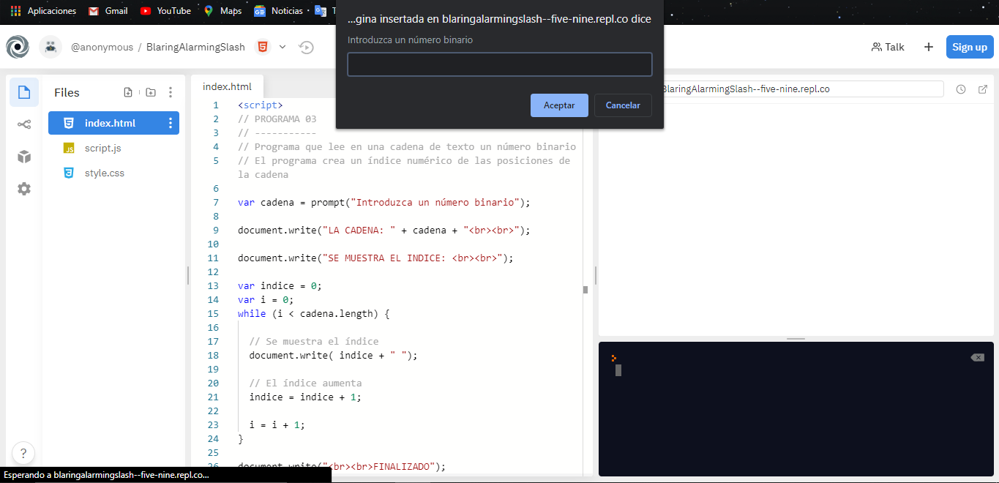 Aplicaciones Gmail YouTube Maps Noticias
...gina insertada en blaringalarmingslash--five-nine.repl.co dice
Introduzca un número binario
Aceptar Cancelar
@anonymous / BlaringAlarmingSlash
Talk + Sign up
Files
index.html
script.js
style.css
?
index.html
1 <script>
2 // PROGRAMA 03
3 // -----------
4 // Programa que lee en una cadena de texto un número binario
5 // El programa crea un índice numérico de las posiciones de
la cadena
6
7 var cadena = prompt("Introduzca un número binario");
8
9 document.write("LA CADENA: " + cadena + "<br><br>");
10
11 document.write("SE MUESTRA EL INDICE: <br><br>");
12
13 var indice = 0;
14 var i = 0;
15 while (i < cadena.length) {
16
17 // Se muestra el índice
18 document.write( indice + " ");
19
20 // El índice aumenta
21 indice = indice + 1;
22
23 i = i + 1;
24 }
25
26 document.write("<br><br>FINALIZADO");
BlaringAlarmingSlash--five-nine.repl.co
Esperando a blaringalarmingslash--five-nine.repl.co...